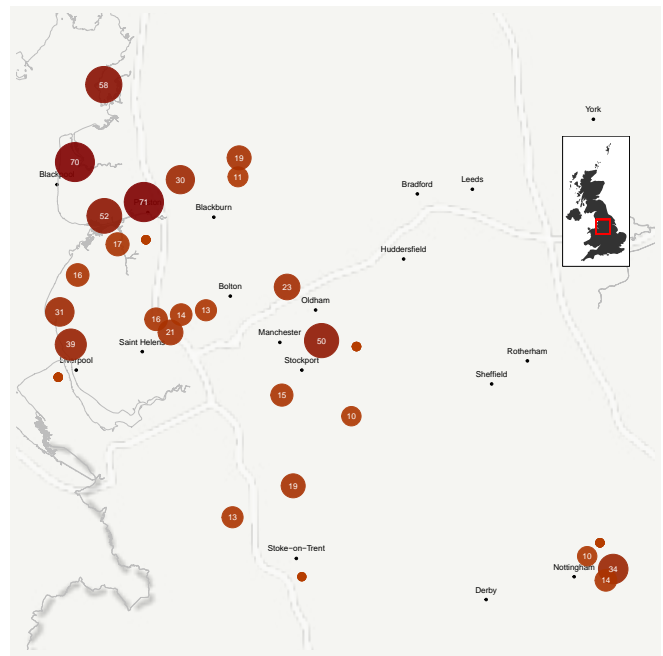 York
58
19
70
11
Leeds
30
Bradford
71
52
Blackburn
17
Huddersfield
16
Bolton
23
Oldham
31
13
14
16
21
Manchester
50
39
Saint Helens
Rotherham
Stockport
Sheffield
15
10
19
13
Stoke−on−Trent
10
Nottingham
34
14
Derby